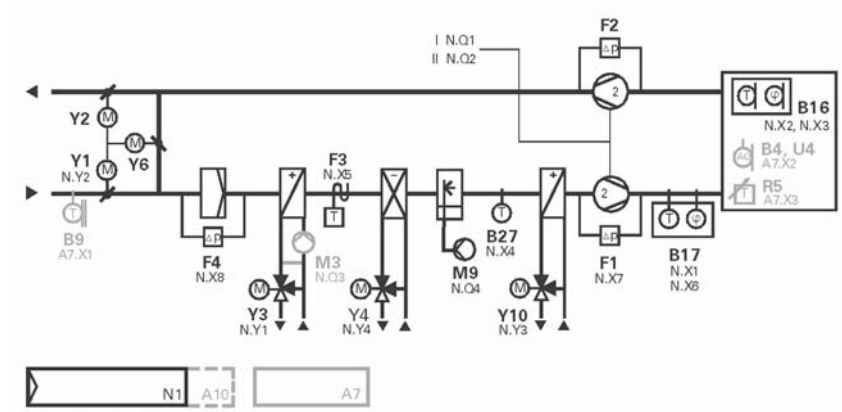 I N.Q1
II N.Q2
F2
Δp
2
T φ
B16
N.X2, N.X3
B4, U4
A7.X2
AQ
R5
A7.X3
T
Y2
M
M
Y6
Y1
N.Y2
M
T
B9
A7.X1
Δp
F4
N.X8
+
F3
N.X5
T
M3
N.Q3
M
Y3
N.Y1
−
M
Y4
N.Y4
M9
N.Q4
T
B27
N.X4
+
M
Y10
N.Y3
2
Δp
F1
N.X7
T φ
B17
N.X1
N.X6
N1
A10
A7